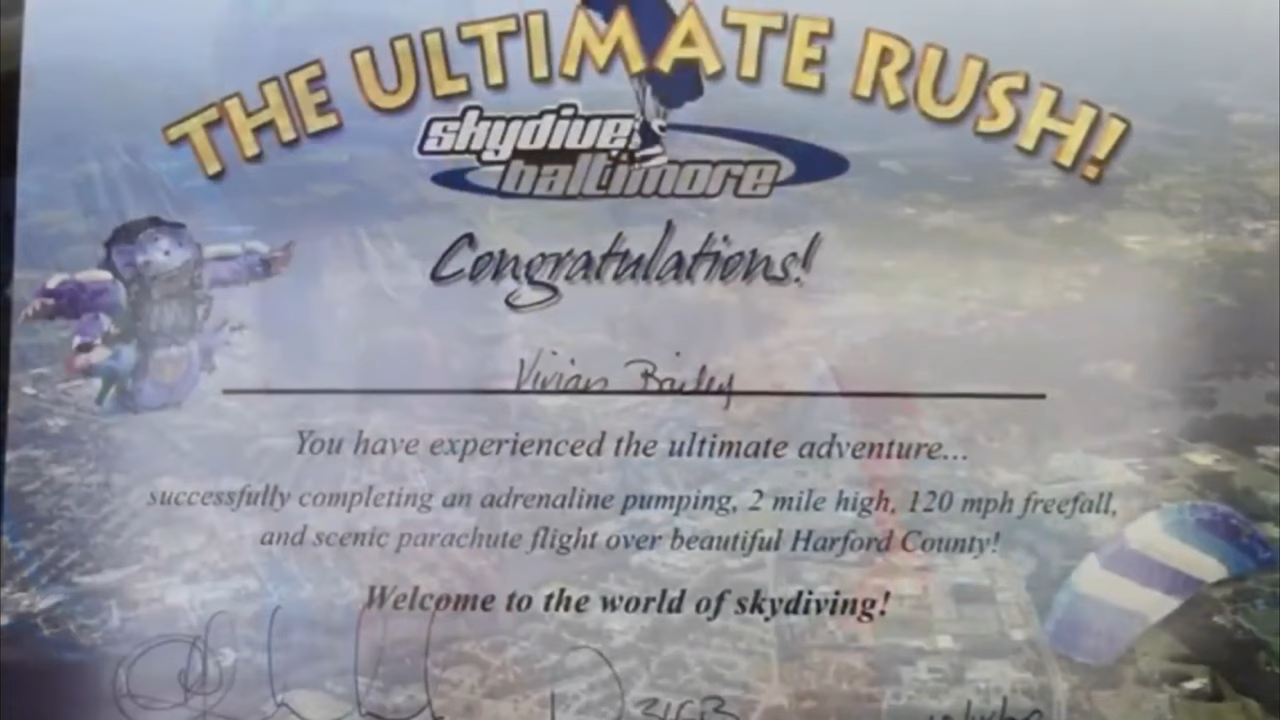 THE ULTIMATE RUSH!
skydive
baltimore
Congratulations!
Vivian Bailey
You have experienced the ultimate adventure...
successfully completing an adrenaline pumping, 2 mile high, 120 mph freefall,
and scenic parachute flight over beautiful Harford County!
Welcome to the world of skydiving!